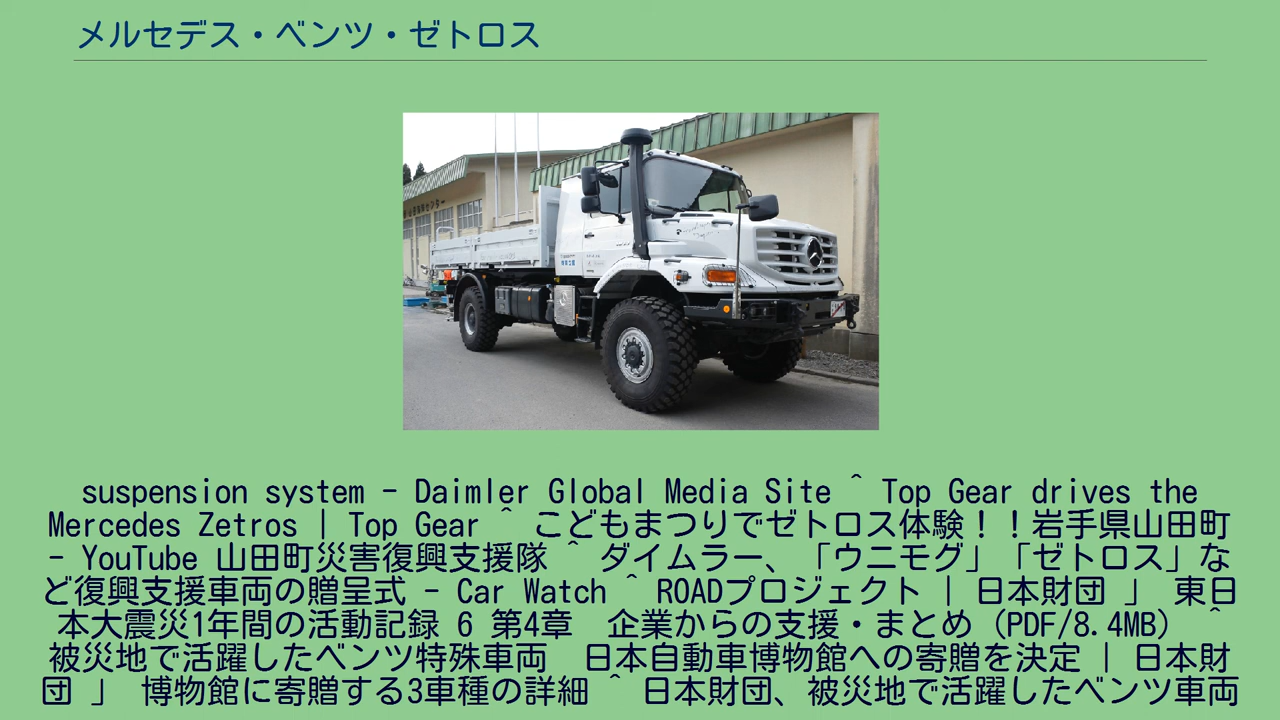 メルセデス・ベンツ・ゼトロス
suspension system - Daimler Global Media Site ^ Top Gear drives the
Mercedes Zetros | Top Gear ^ こどもまつりでゼトロス体験！！岩手県山田町
- YouTube 山田町災害復興支援隊 ^ ダイムラー、「ウニモグ」「ゼトロス」な
ど復興支援車両の贈呈式 - Car Watch ^ ROADプロジェクト | 日本財団 」 東日
本大震災1年間の活動記録 6 第4章　企業からの支援・まとめ（PDF/8.4MB） ^
被災地で活躍したベンツ特殊車両　日本自動車博物館への寄贈を決定 | 日本財
団 」 博物館に寄贈する3車種の詳細 ^ 日本財団、被災地で活躍したベンツ車両